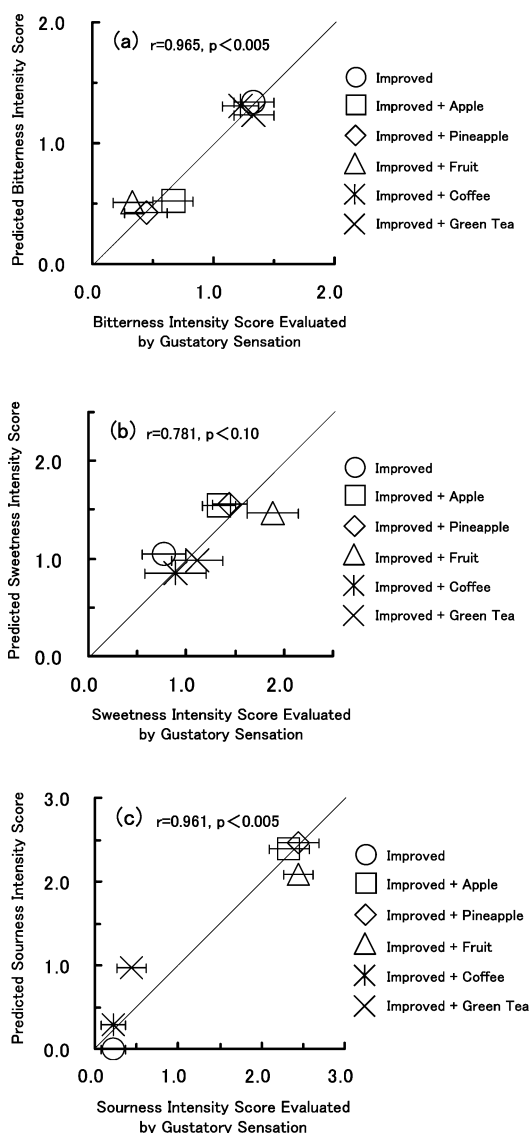 (a) r=0.965, p<0.005
Predicted Bitterness Intensity Score
2.0
1.0
0.0
0.0 1.0 2.0
Bitterness Intensity Score Evaluated
by Gustatory Sensation
Improved
Improved + Apple
Improved + Pineapple
Improved + Fruit
Improved + Coffee
Improved + Green Tea
(b) r=0.781, p<0.10
Predicted Sweetness Intensity Score
2.0
1.0
0.0
0.0 1.0 2.0
Sweetness Intensity Score Evaluated
by Gustatory Sensation
Improved
Improved + Apple
Improved + Pineapple
Improved + Fruit
Improved + Coffee
Improved + Green Tea
(c) r=0.961, p<0.005
Predicted Sourness Intensity Score
3.0
2.0
1.0
0.0
0.0 1.0 2.0 3.0
Sourness Intensity Score Evaluated
by Gustatory Sensation
Improved
Improved + Apple
Improved + Pineapple
Improved + Fruit
Improved + Coffee
Improved + Green Tea